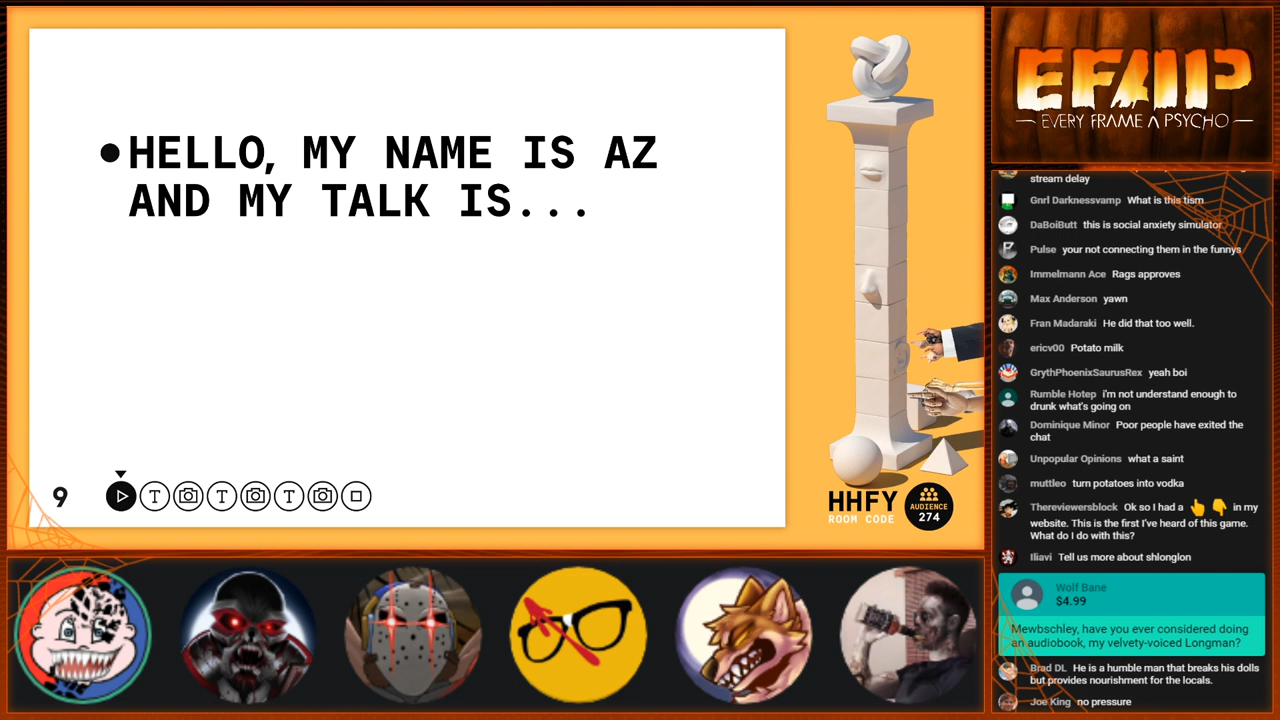 •HELLO, MY NAME IS AZ
AND MY TALK IS...
9
T
T
T
HHFY
ROOM CODE
AUDIENCE
274
EFAP
EVERY FRAME A PSYCHO
stream delay
Gnrl Darknessvamp What is this tism
DaBoiButt this is social anxiety simulator
Pulse your not connecting them in the funnys
Immelmann Ace Rags approves
Max Anderson yawn
Fran Madaraki He did that too well.
ericv00 Potato milk
GrythPhoenixSaurusRex yeah boi
Rumble Hotep i'm not understand enough to
drunk what's going on
Dominique Minor Poor people have exited the
chat
Unpopular Opinions what a saint
muttleo turn potatoes into vodka
Thereviewersblock Ok so I had a 👆 👇 in my
website. This is the first I've heard of this game.
What do I do with this?
Iliavi Tell us more about shlonglon
Wolf Bane
$4.99
Mewbschley, have you ever considered doing
an audiobook, my velvety-voiced Longman?
Brad DL He is a humble man that breaks his dolls
but provides nourishment for the locals.
Joe King no pressure